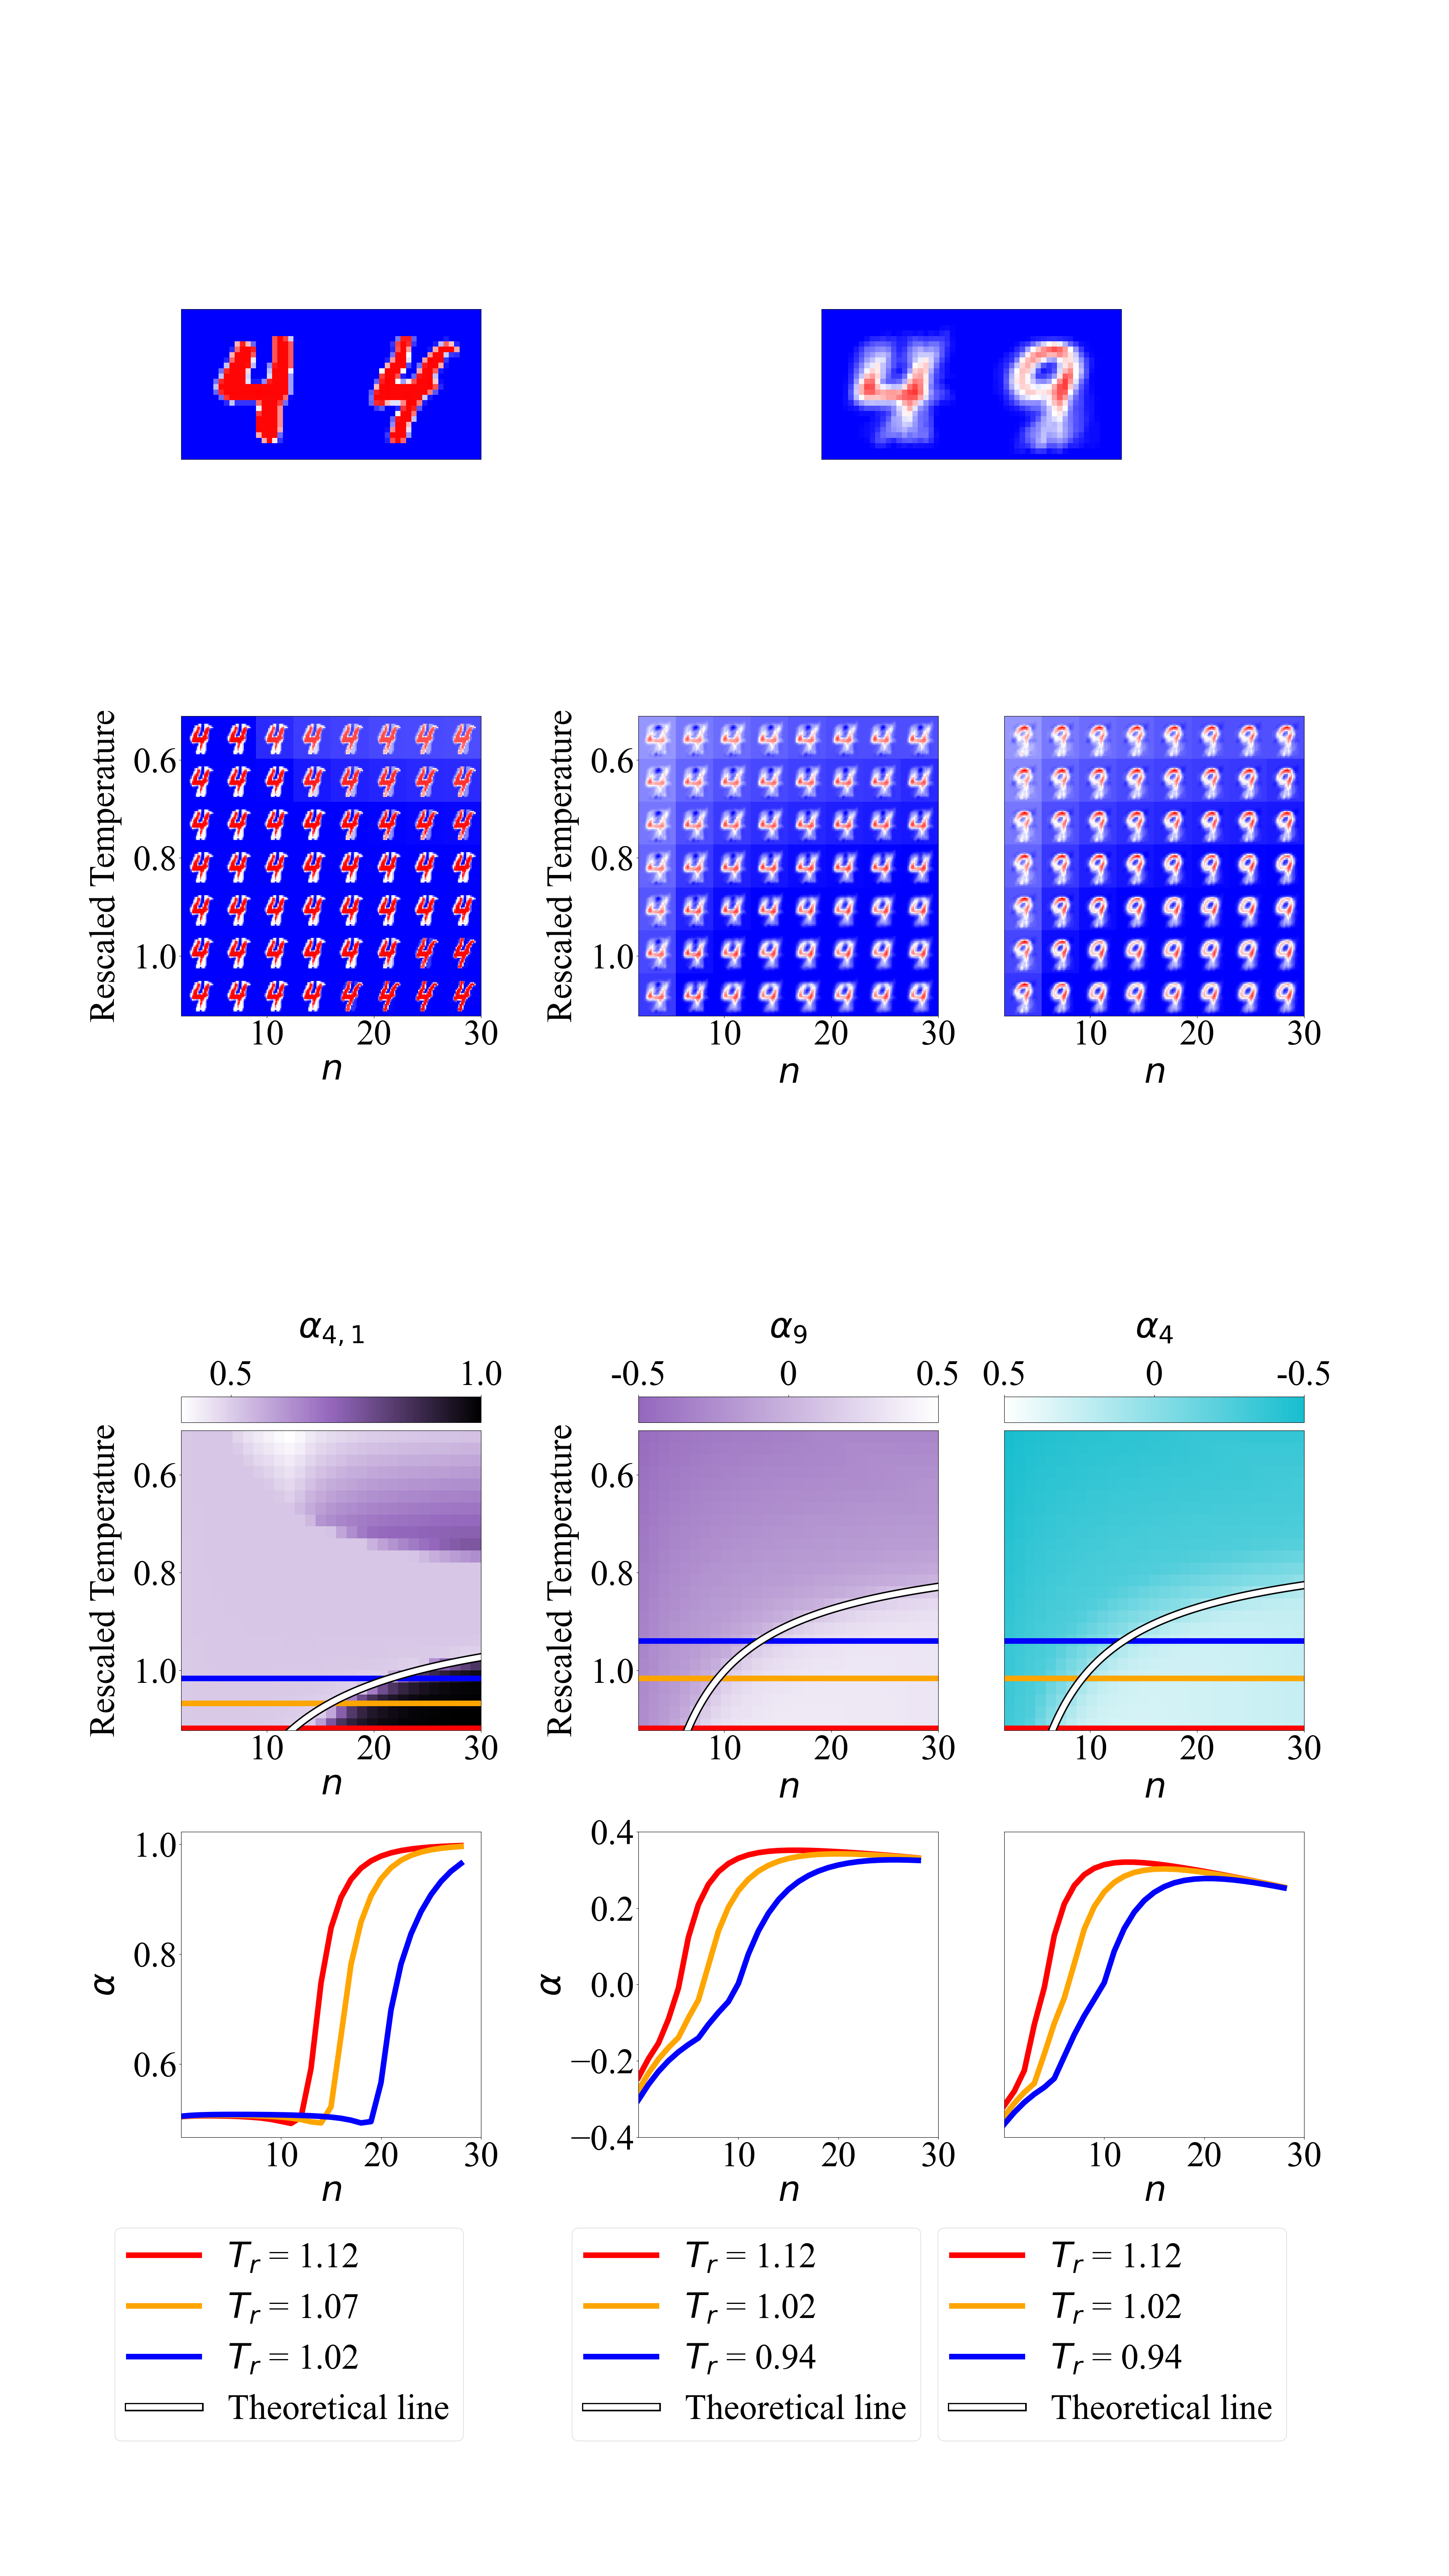 Rescaled Temperature
0.6
0.8
1.0
10 20 30
n
Rescaled Temperature
0.6
0.8
1.0
10 20 30
n
10 20 30
n
α4, 1
0.5 1.0
Rescaled Temperature
0.6
0.8
1.0
10 20 30
n
α9
-0.5 0 0.5
Rescaled Temperature
0.6
0.8
1.0
10 20 30
n
α4
0.5 0 -0.5
10 20 30
n
α
1.0
0.8
0.6
10 20 30
n
α
0.4
0.2
0.0
−0.2
−0.4
10 20 30
n
10 20 30
n
Tr = 1.12
Tr = 1.07
Tr = 1.02
Theoretical line
Tr = 1.12
Tr = 1.02
Tr = 0.94
Theoretical line
Tr = 1.12
Tr = 1.02
Tr = 0.94
Theoretical line